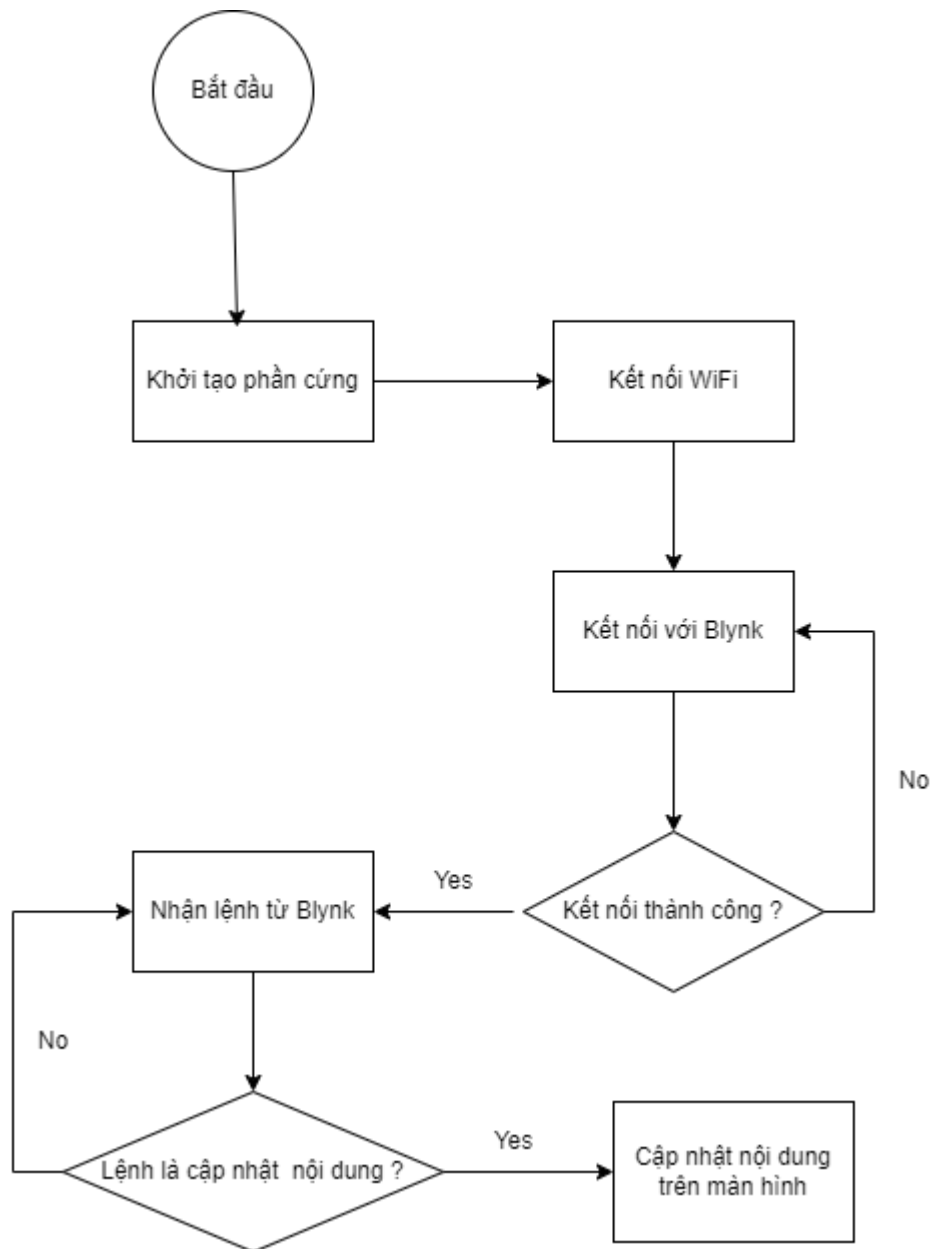 Bắt đầu
Khởi tạo phần cứng
Kết nối WiFi
Kết nối với Blynk
No
Kết nối thành công ?
Yes
Nhận lệnh từ Blynk
No
Lệnh là cập nhật nội dung ?
Yes
Cập nhật nội dung
trên màn hình